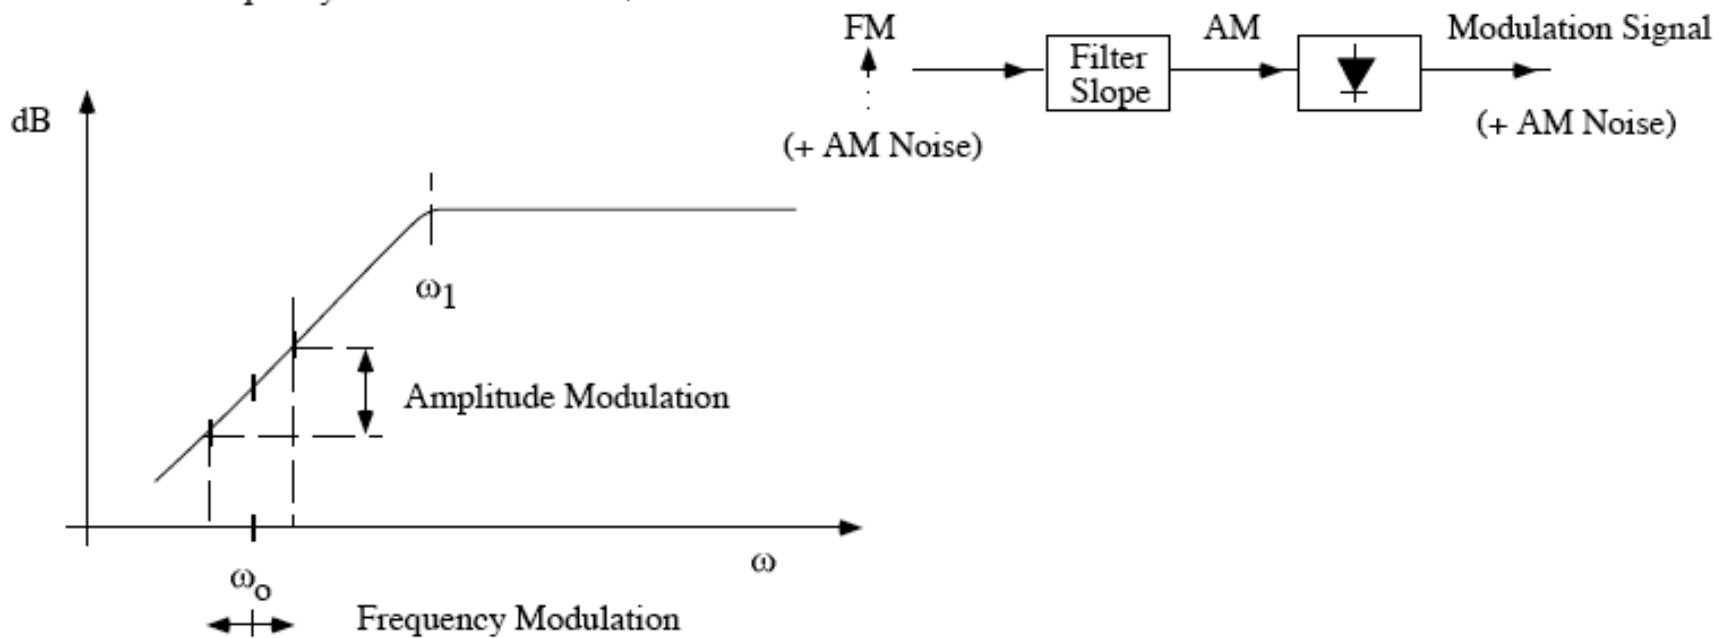 FM
AM
Modulation Signal
Filter
Slope
(+ AM Noise)
(+ AM Noise)
dB
ω1
Amplitude Modulation
ωo
ω
Frequency Modulation